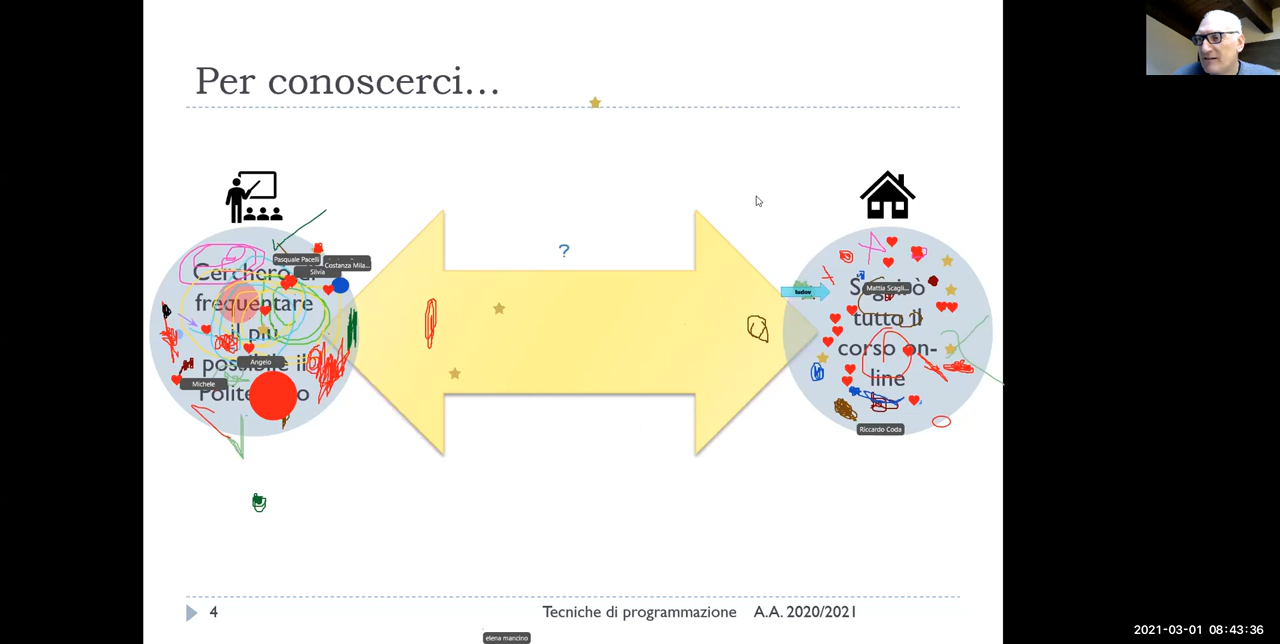 Per conoscerci...
?
Pasquale Pacelli
Costanza Mila...
Silvia
Cercherò di
frequentare
il più
possibile il
Politecnico
Angelo
Michele
tudov
Mattia Scagli...
Seguirò
tutto il
corso on-
line
Riccardo Coda
4
Tecniche di programmazione
A.A. 2020/2021
elena mancino
2021-03-01 08:43:36